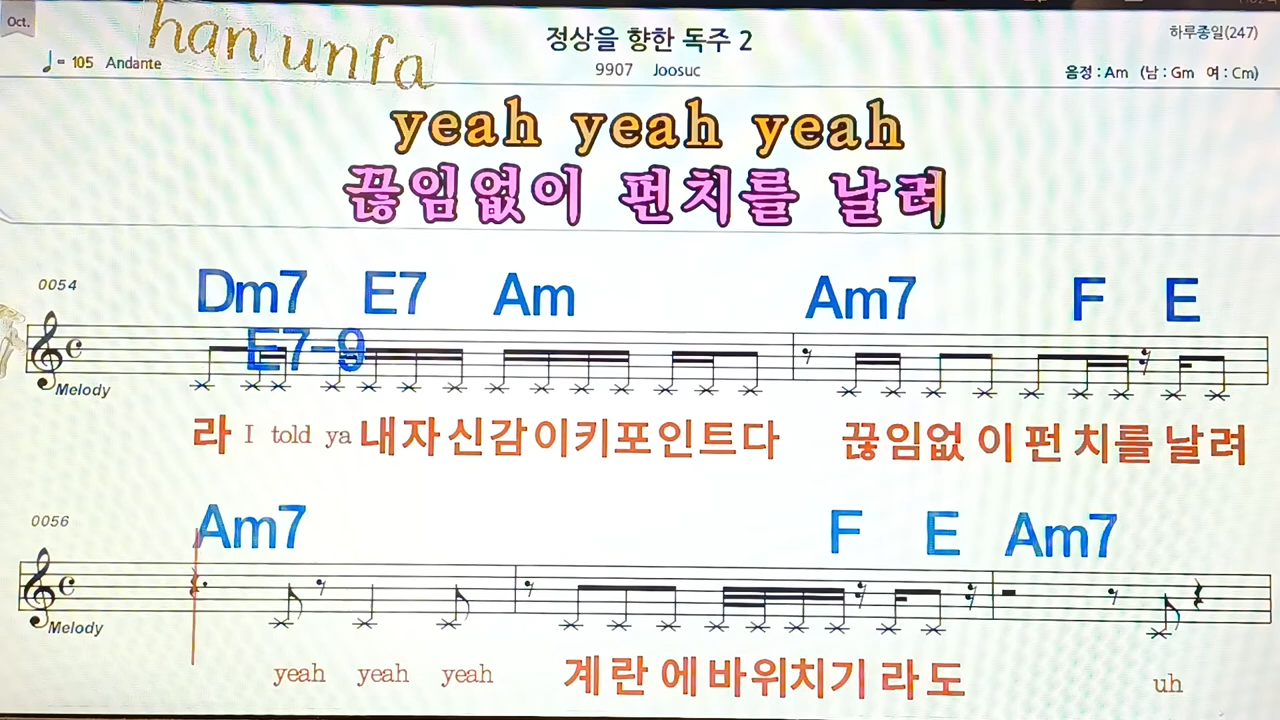 Oct.
han unfa
정상을 향한 독주 2
하루종일(247)
♩= 105 Andante
9907 Joosuc
음정 : Am (남 : Gm 여 : Cm)
yeah yeah yeah
끊임없이 펀치를 날려
0054
Dm7 E7 Am Am7 F E
E7-9
Melody
라 I told ya 내자신감이키포인트다 끊임없 이 펀 치를 날려
0056
Am7 F E Am7
Melody
yeah yeah yeah 계 란 에 바위치기 라 도 uh